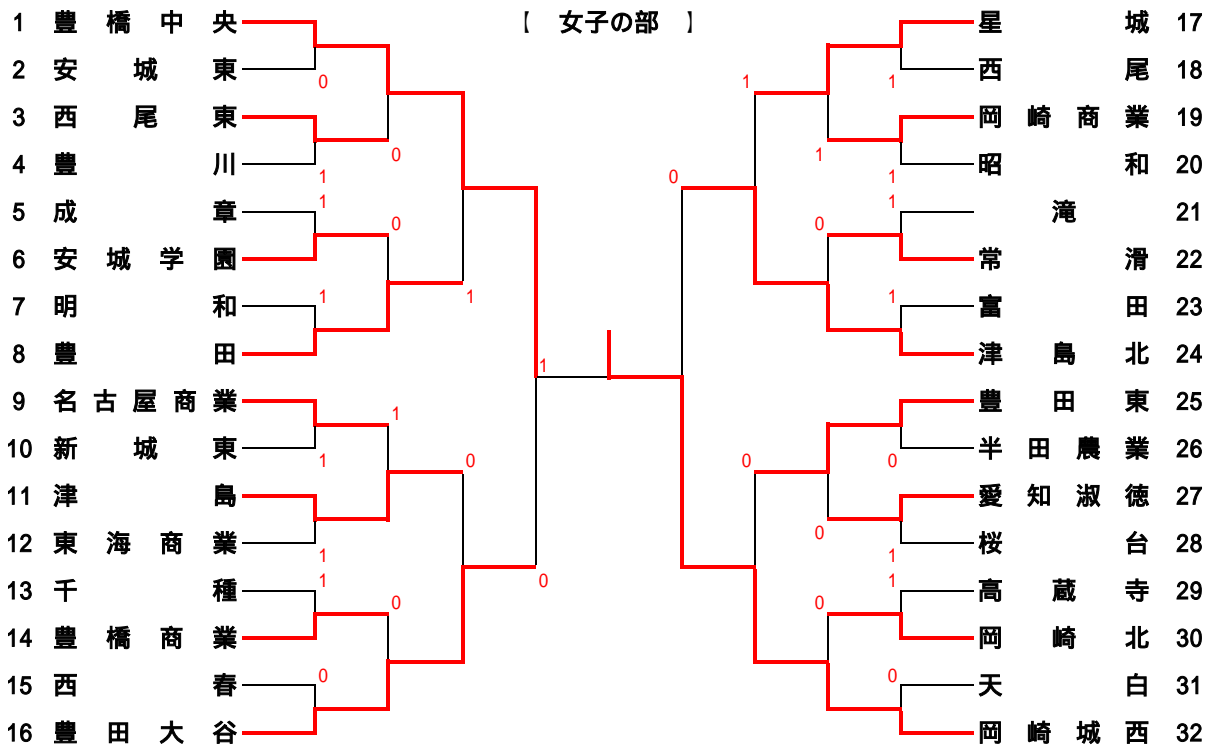 【 女子の部 】
1 豊橋中央
2 安城東
0
3 西尾東
0
4 豊川
1
5 成章
1
0
6 安城学園
7 明和
1
1
8 豊田
9 名古屋商業
1
10 新城東
1
0
11 津島
12 東海商業
1
13 千種
1
0
14 豊橋商業
15 西春
0
16 豊田大谷
1
0
星城 17
西尾 18
1
1
岡崎商業 19
1
昭和 20
1
0
滝 21
1
0
常滑 22
富田 23
1
津島北 24
豊田東 25
半田農業 26
0
0
愛知淑徳 27
0
桜台 28
1
高蔵寺 29
1
0
岡崎北 30
天白 31
0
岡崎城西 32